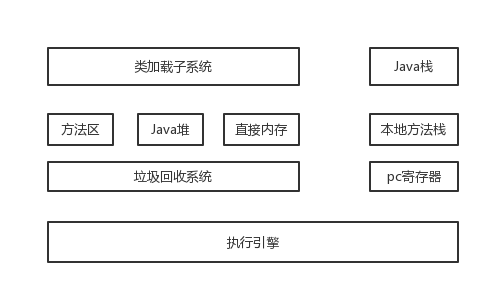 类加载子系统
Java栈
方法区
Java堆
直接内存
本地方法栈
垃圾回收系统
pc寄存器
执行引擎